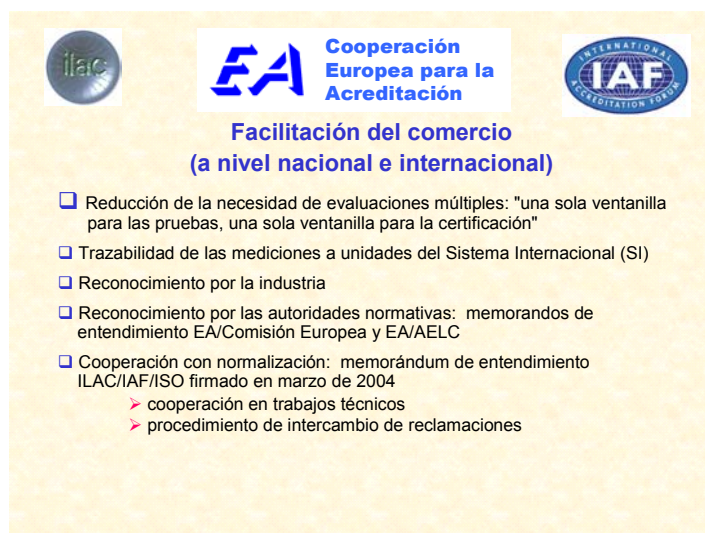 ilac
EA
Cooperación
Europea para la
Acreditación
INTERNATIONAL
IAF
ACCREDITATION FORUM
Facilitación del comercio
(a nivel nacional e internacional)
Reducción de la necesidad de evaluaciones múltiples: "una sola ventanilla
para las pruebas, una sola ventanilla para la certificación"
Trazabilidad de las mediciones a unidades del Sistema Internacional (SI)
Reconocimiento por la industria
Reconocimiento por las autoridades normativas: memorandos de
entendimiento EA/Comisión Europea y EA/AELC
Cooperación con normalización: memorándum de entendimiento
ILAC/IAF/ISO firmado en marzo de 2004
cooperación en trabajos técnicos
procedimiento de intercambio de reclamaciones